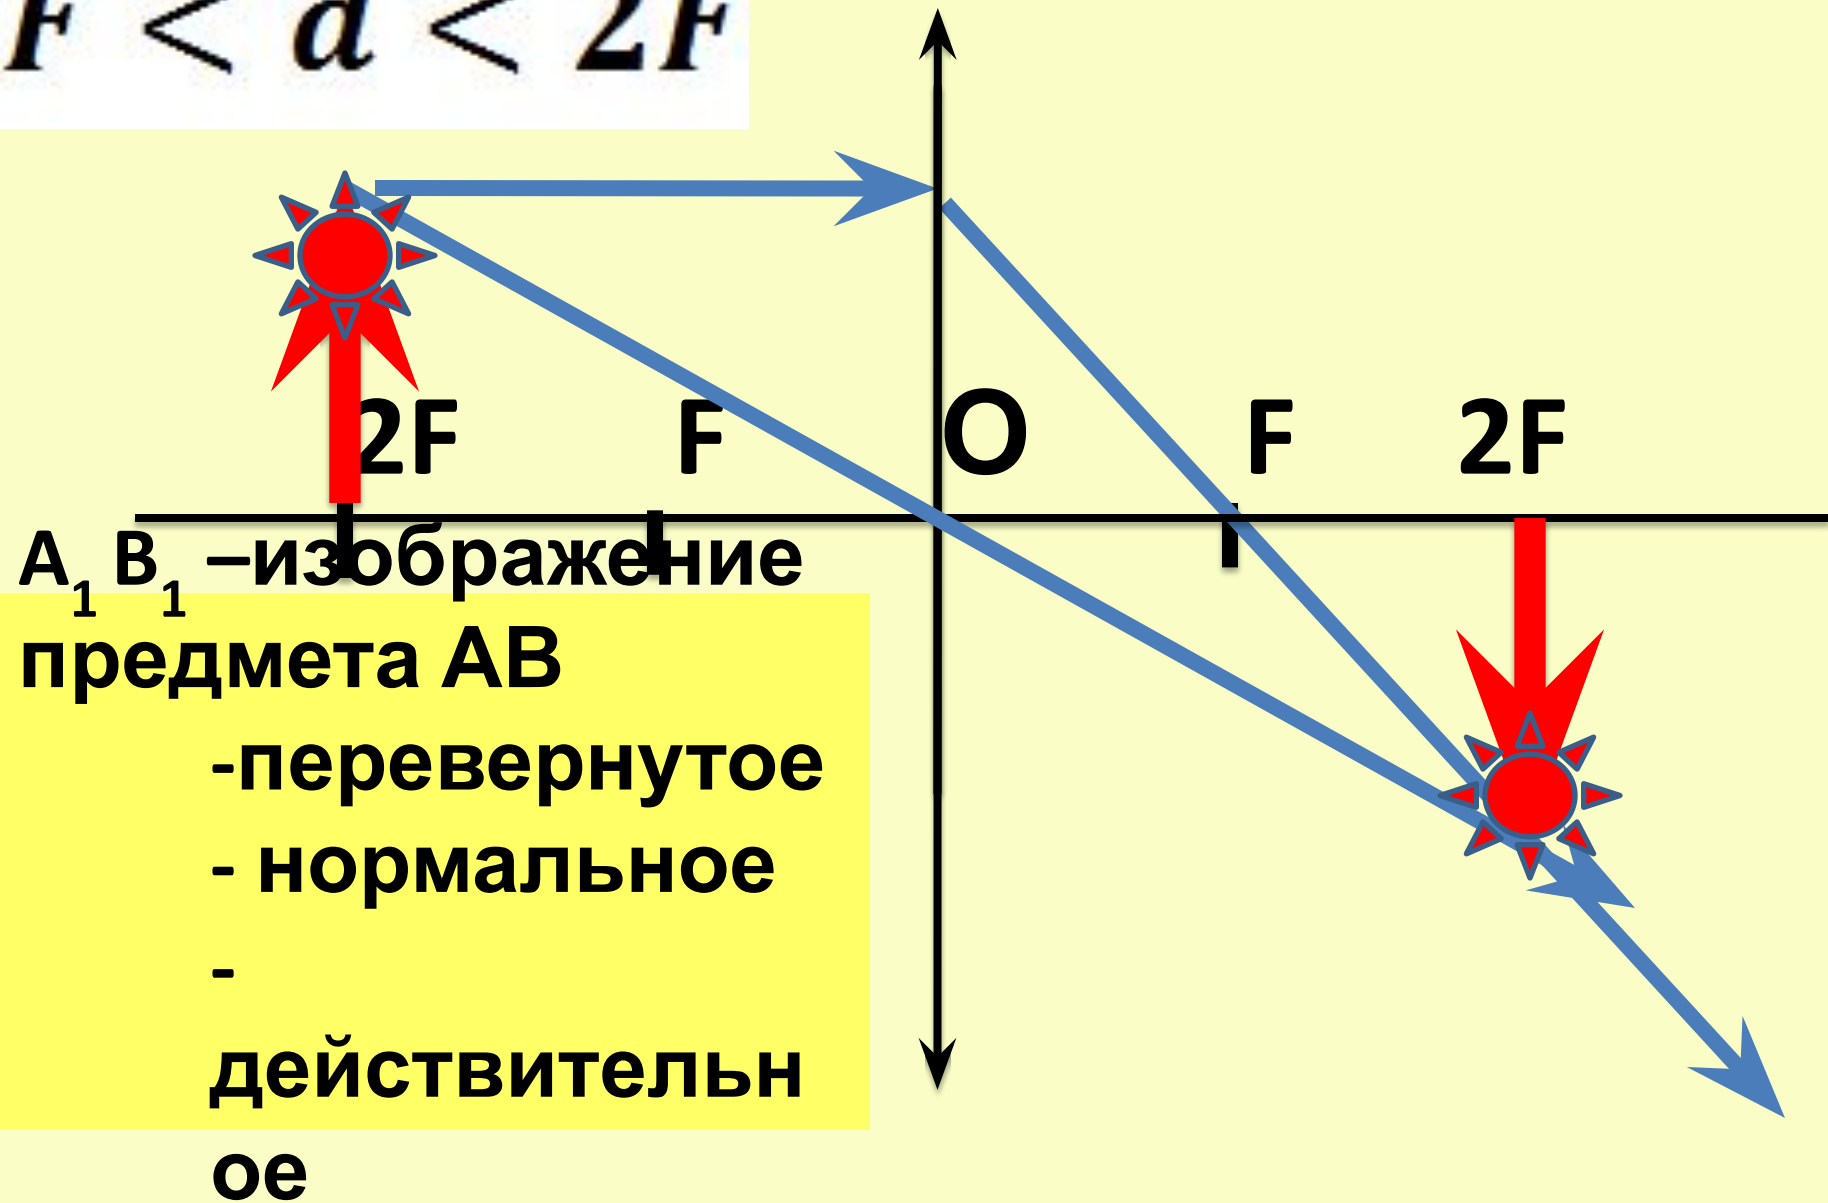 F < d < 2F
2F F O F 2F
A₁ B₁ –изображение
предмета АВ
-перевернутое
- нормальное
-
действительн
ое